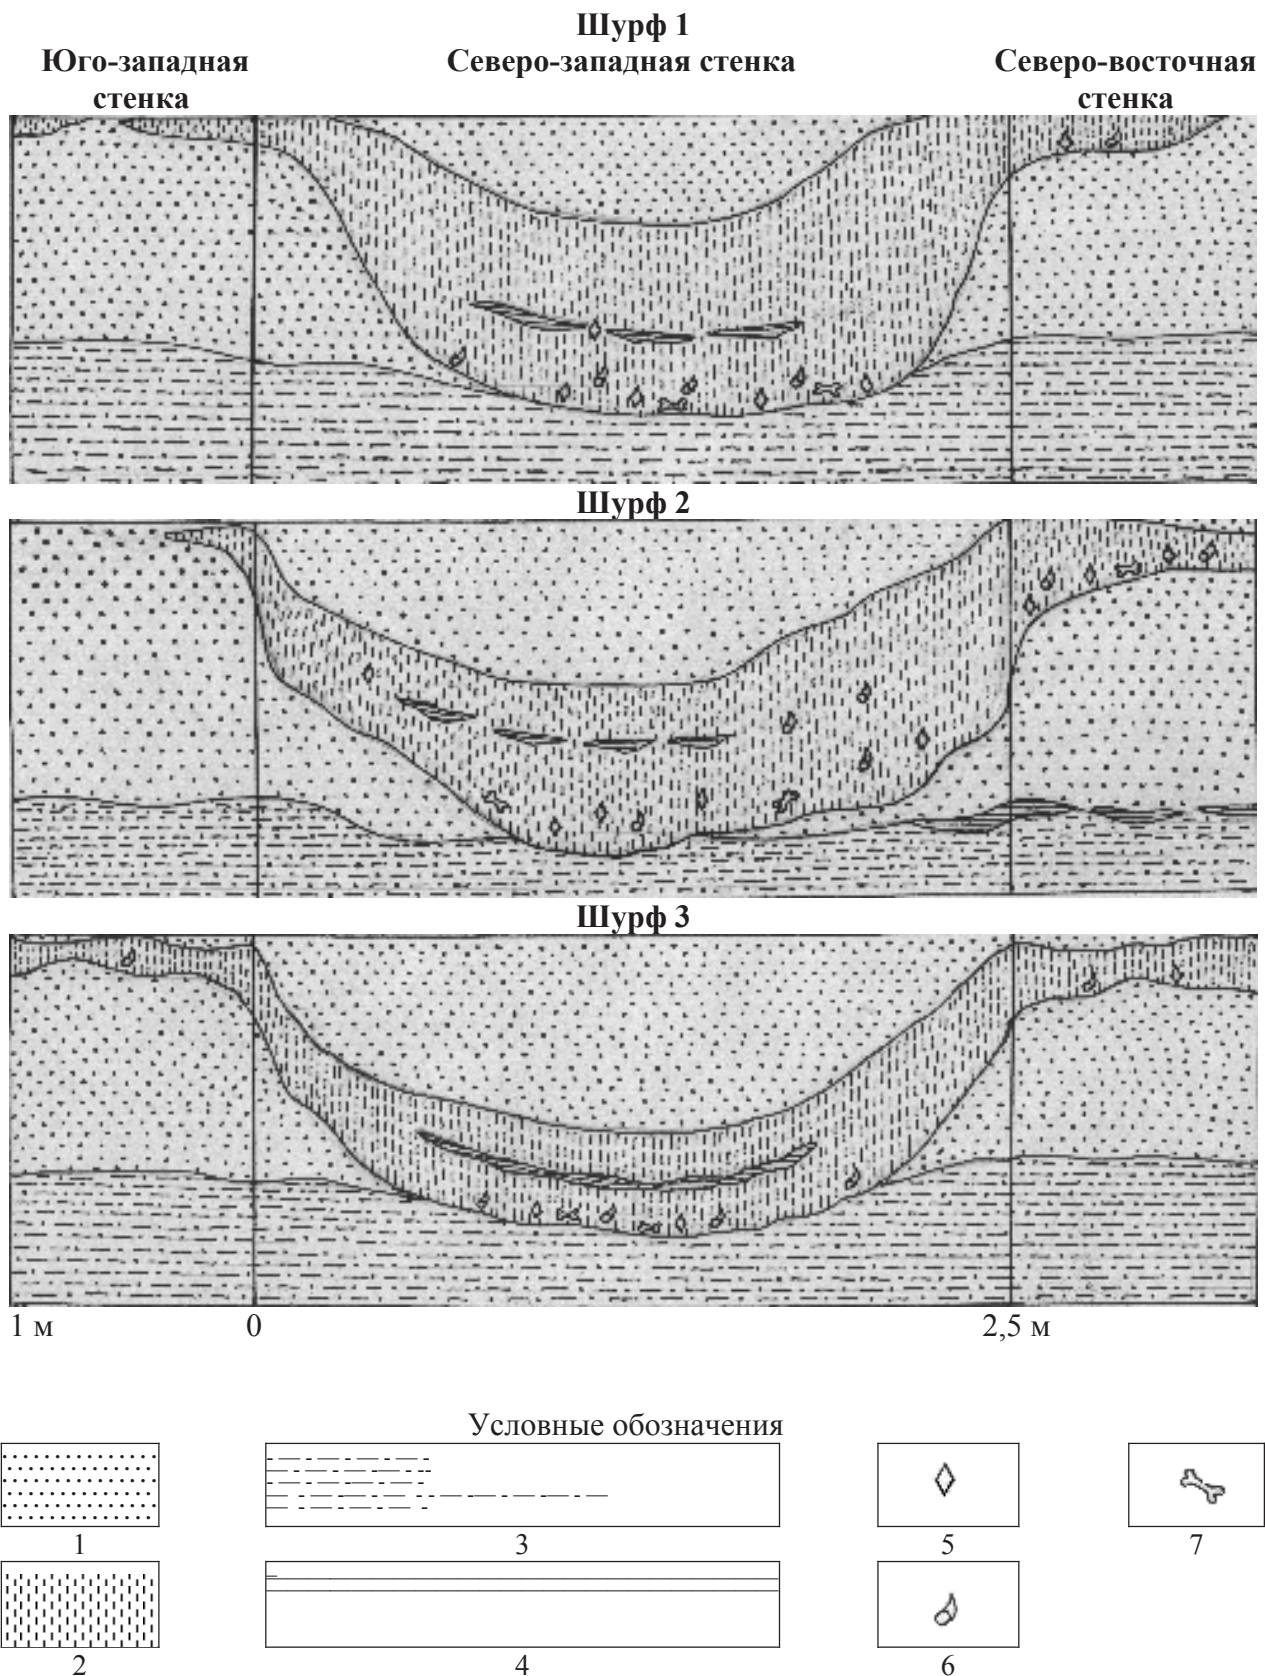 Шурф 1
Юго-западная стенка
Северо-западная стенка
Северо-восточная стенка
Шурф 2
Шурф 3
1 м
0
2,5 м
Условные обозначения
1
3
5
7
2
4
6